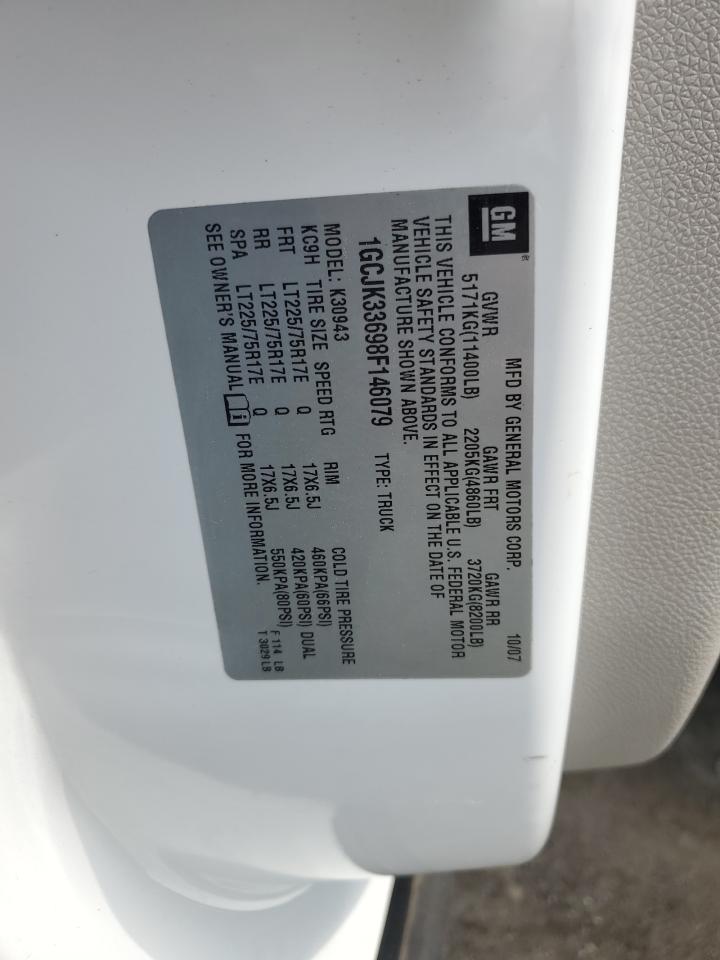 GM
®
MFD BY GENERAL MOTORS CORP. 10/07
GVWR GAWR FRT GAWR RR
5171KG(11400LB) 2205KG(4860LB) 3720KG(8200LB)
THIS VEHICLE CONFORMS TO ALL APPLICABLE U.S. FEDERAL MOTOR
VEHICLE SAFETY STANDARDS IN EFFECT ON THE DATE OF
MANUFACTURE SHOWN ABOVE.
1GCJK33698F146079 TYPE: TRUCK
MODEL: K30943
KC9H TIRE SIZE SPEED RTG RIM COLD TIRE PRESSURE
FRT LT225/75R17E Q 17X6.5J 460KPA(66PSI)
RR LT225/75R17E Q 17X6.5J 420KPA(60PSI) DUAL
SPA LT225/75R17E Q 17X6.5J 550KPA(80PSI)
SEE OWNER'S MANUAL FOR MORE INFORMATION.
F 114 LB
T 3029 LB